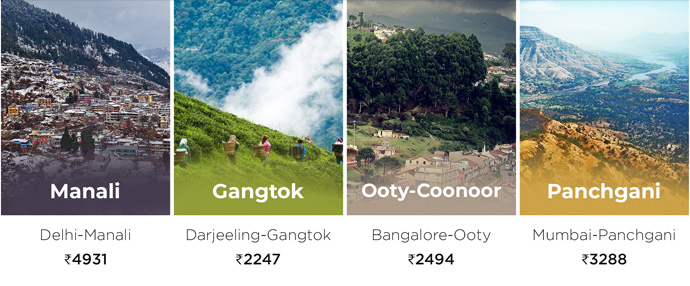 Manali
Delhi-Manali
₹4931
Gangtok
Darjeeling-Gangtok
₹2247
Ooty-Coonoor
Bangalore-Ooty
₹2494
Panchgani
Mumbai-Panchgani
₹3288